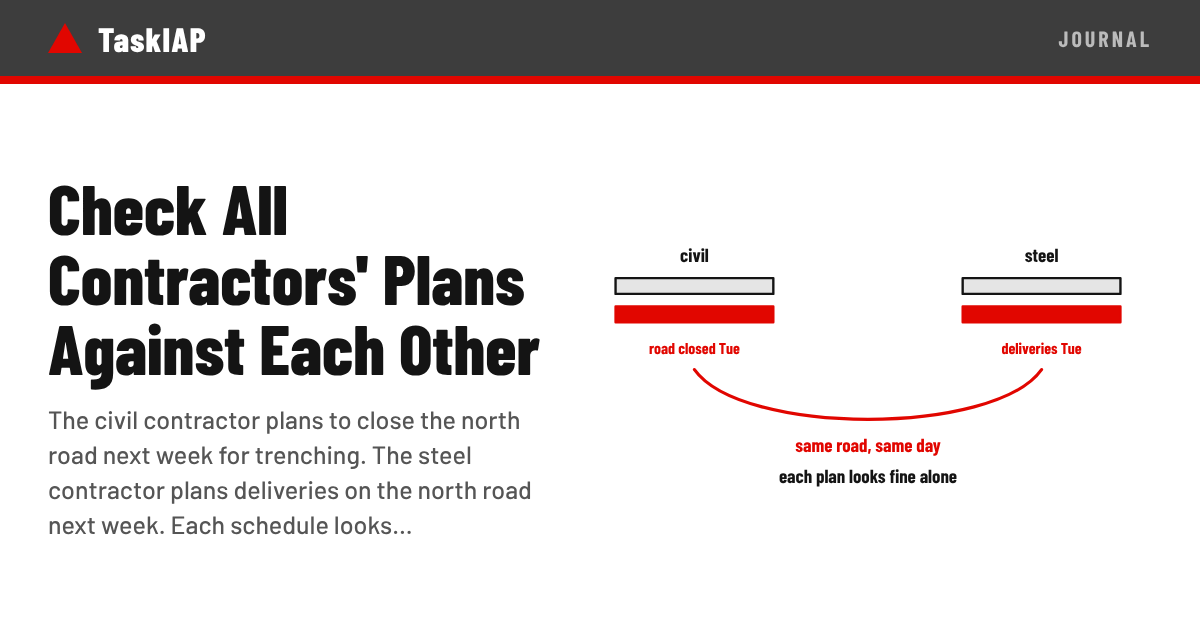 TaskIAP
JOURNAL
Check All
Contractors' Plans
Against Each Other
The civil contractor plans to close the north
road next week for trenching. The steel
contractor plans deliveries on the north road
next week. Each schedule looks...
civil
steel
road closed Tue
deliveries Tue
same road, same day
each plan looks fine alone